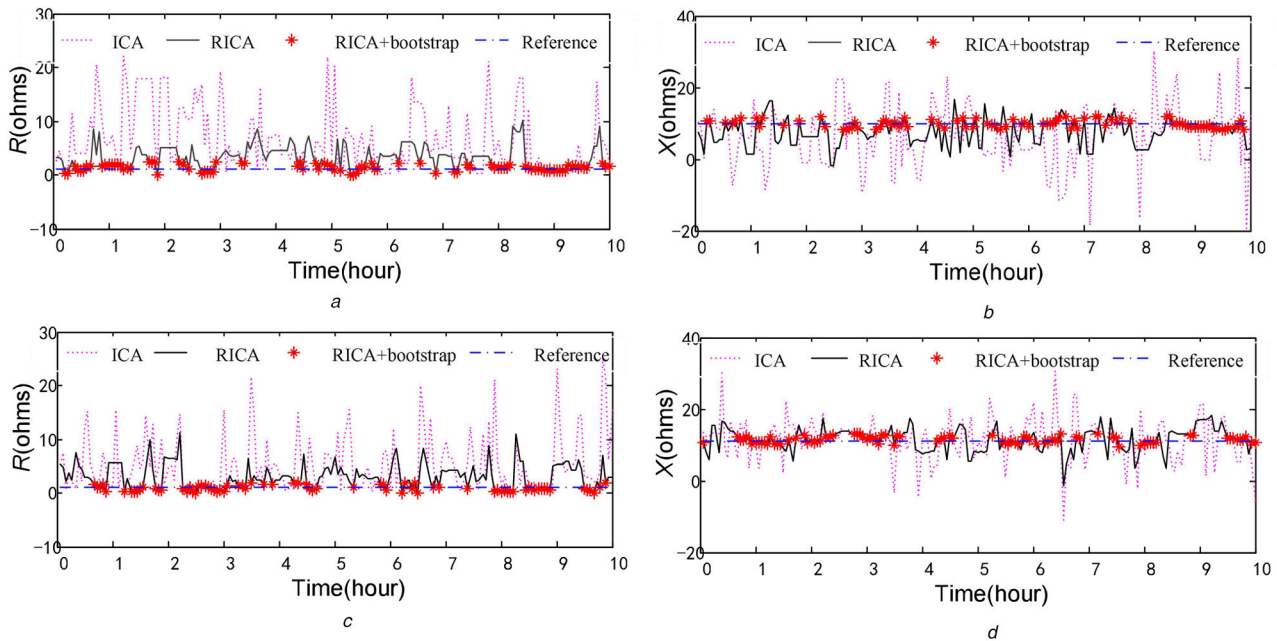 30
20
10
0
−10
R(ohms)
ICA RICA RICA+bootstrap Reference
0 1 2 3 4 5 6 7 8 9 10
Time(hour)
a
40
20
0
−20
X(ohms)
ICA RICA RICA+bootstrap Reference
0 1 2 3 4 5 6 7 8 9 10
Time(hour)
b
30
20
10
0
−10
R(ohms)
ICA RICA RICA+bootstrap Reference
0 1 2 3 4 5 6 7 8 9 10
Time(hour)
c
40
20
0
−20
X(ohms)
ICA RICA RICA+bootstrap Reference
0 1 2 3 4 5 6 7 8 9 10
Time(hour)
d